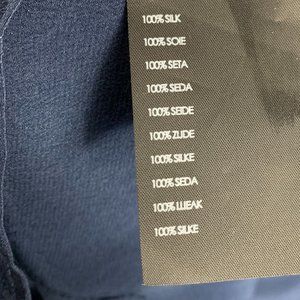 100% SILK
100% SOIE
100% SETA
100% SEDA
100% SEIDE
100% ZIJDE
100% SILKE
100% SEDA
100% ШЕАК
100% SILKE